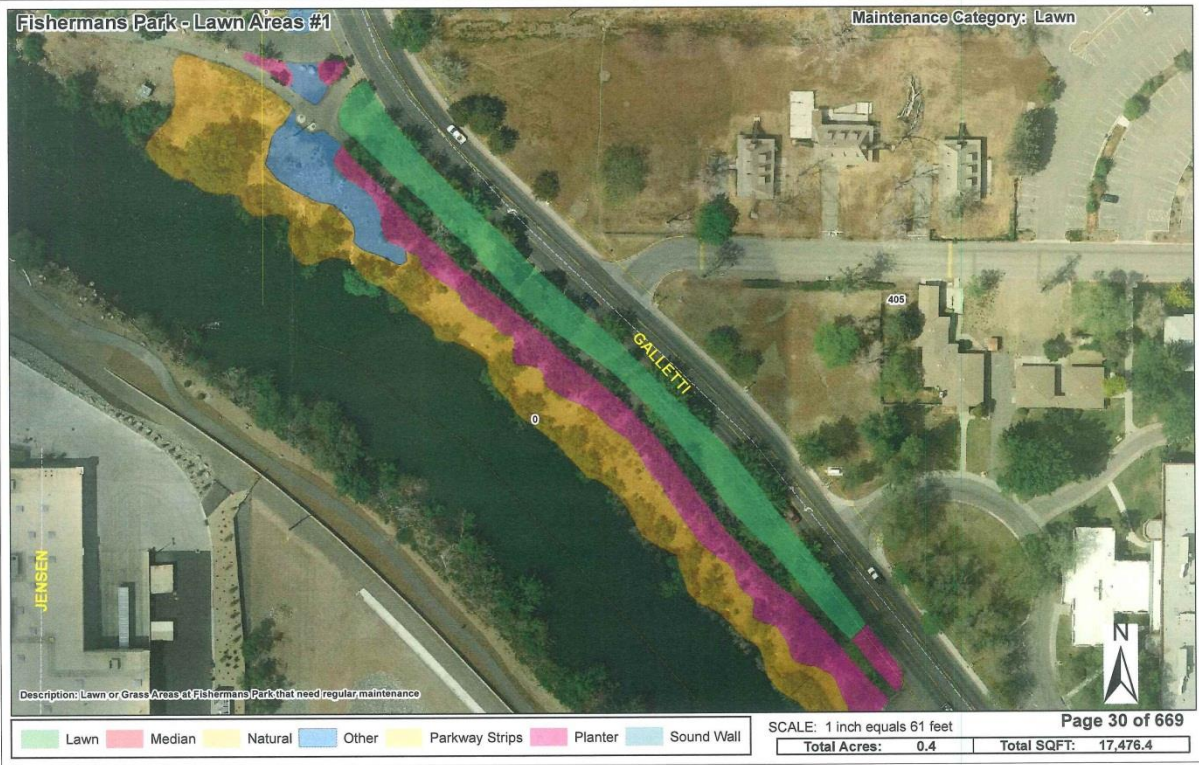 Fishermans Park - Lawn Areas #1
Maintenance Category: Lawn
405
GALLETTI
0
JENSEN
N
Description: Lawn or Grass Areas at Fishermans Park that need regular maintenance
Lawn Median Natural Other Parkway Strips Planter Sound Wall
SCALE: 1 inch equals 61 feet
Page 30 of 669
Total Acres: 0.4 Total SQFT: 17,476.4